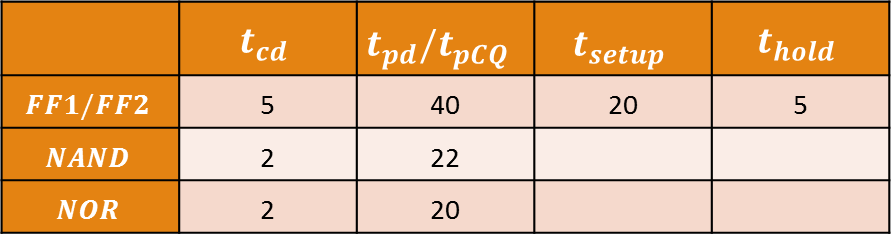 t_cd t_pd/t_pCQ t_setup t_hold
FF1/FF2 5 40 20 5
NAND 2 22
NOR 2 20